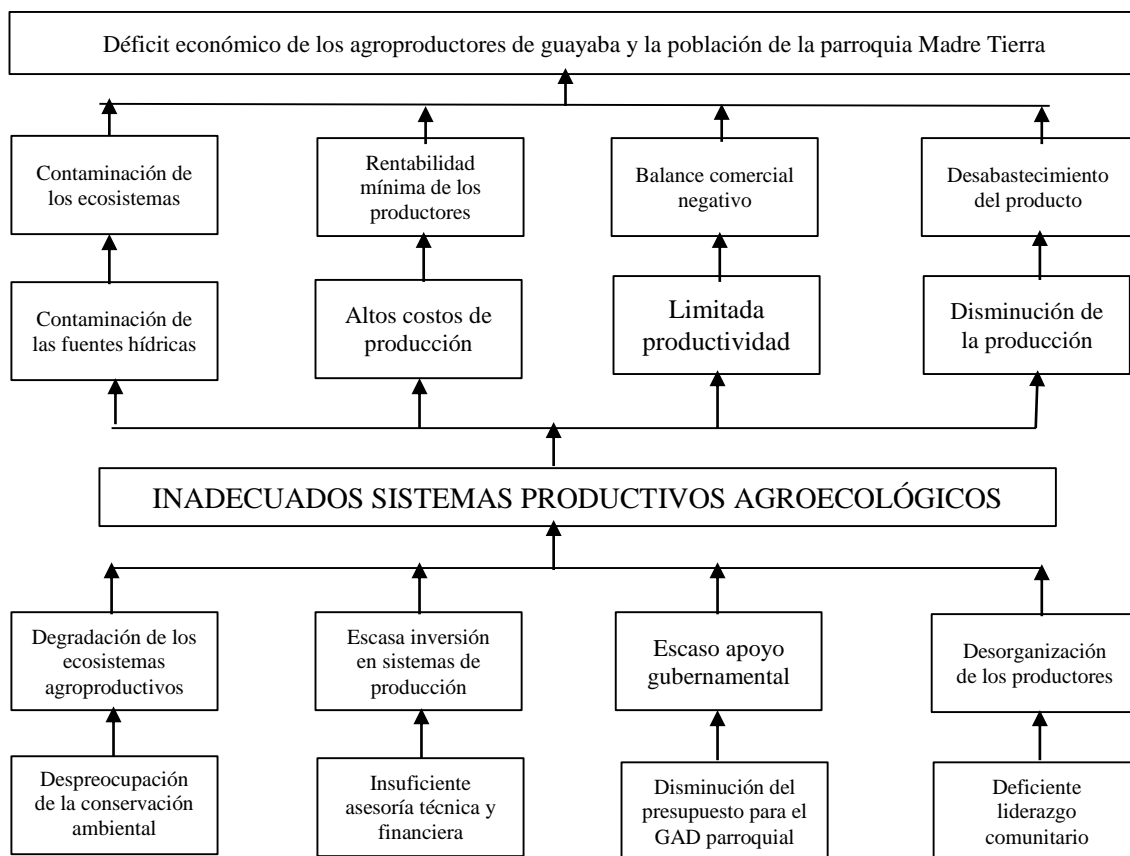 Déficit económico de los agroproductores de guayaba y la población de la parroquia Madre Tierra
Contaminación de
los ecosistemas
Rentabilidad
mínima de los
productores
Balance comercial
negativo
Desabastecimiento
del producto
Contaminación de
las fuentes hídricas
Altos costos de
producción
Limitada
productividad
Disminución de
la producción
INADECUADOS SISTEMAS PRODUCTIVOS AGROECOLÓGICOS
Degradación de los
ecosistemas
agroproductivos
Escasa inversión
en sistemas de
producción
Escaso apoyo
gubernamental
Desorganización
de los productores
Despreocupación
de la conservación
ambiental
Insuficiente
asesoría técnica y
financiera
Disminución del
presupuesto para el
GAD parroquial
Deficiente
liderazgo
comunitario